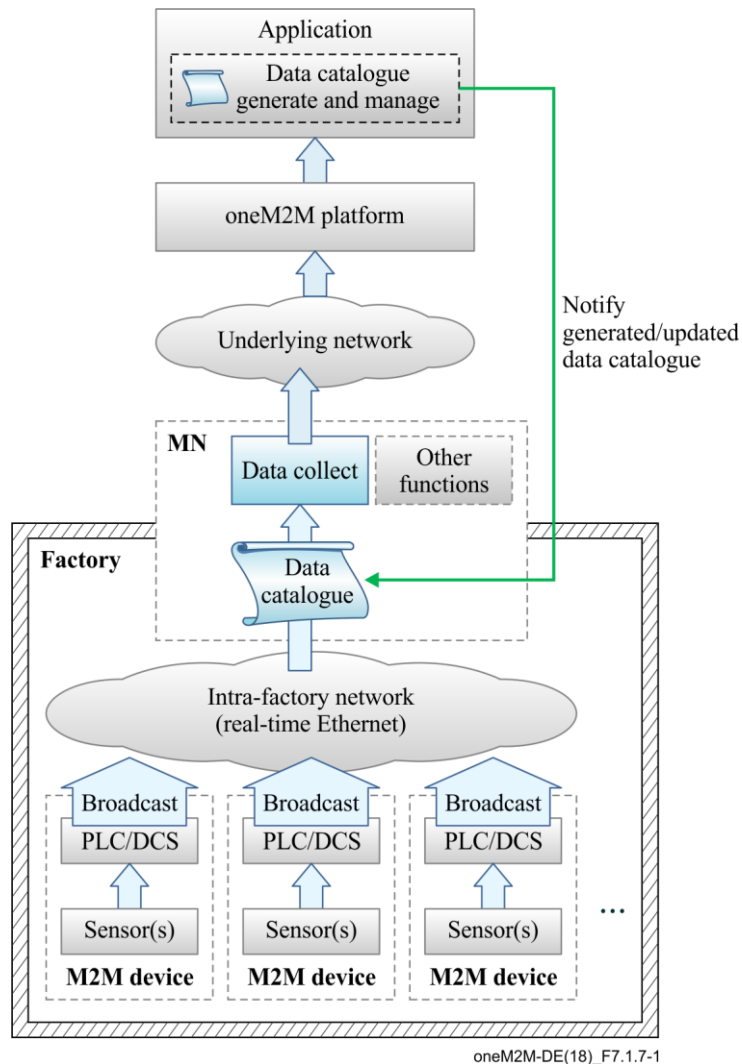 Application
Data catalogue
generate and manage
oneM2M platform
Underlying network
Notify
generated/updated
data catalogue
MN
Data collect
Other
functions
Factory
Data
catalogue
Intra-factory network
(real-time Ethernet)
Broadcast
Broadcast
Broadcast
PLC/DCS
PLC/DCS
PLC/DCS
Sensor(s)
Sensor(s)
Sensor(s)
...
M2M device
M2M device
M2M device
oneM2M-DE(18)_F7.1.7-1